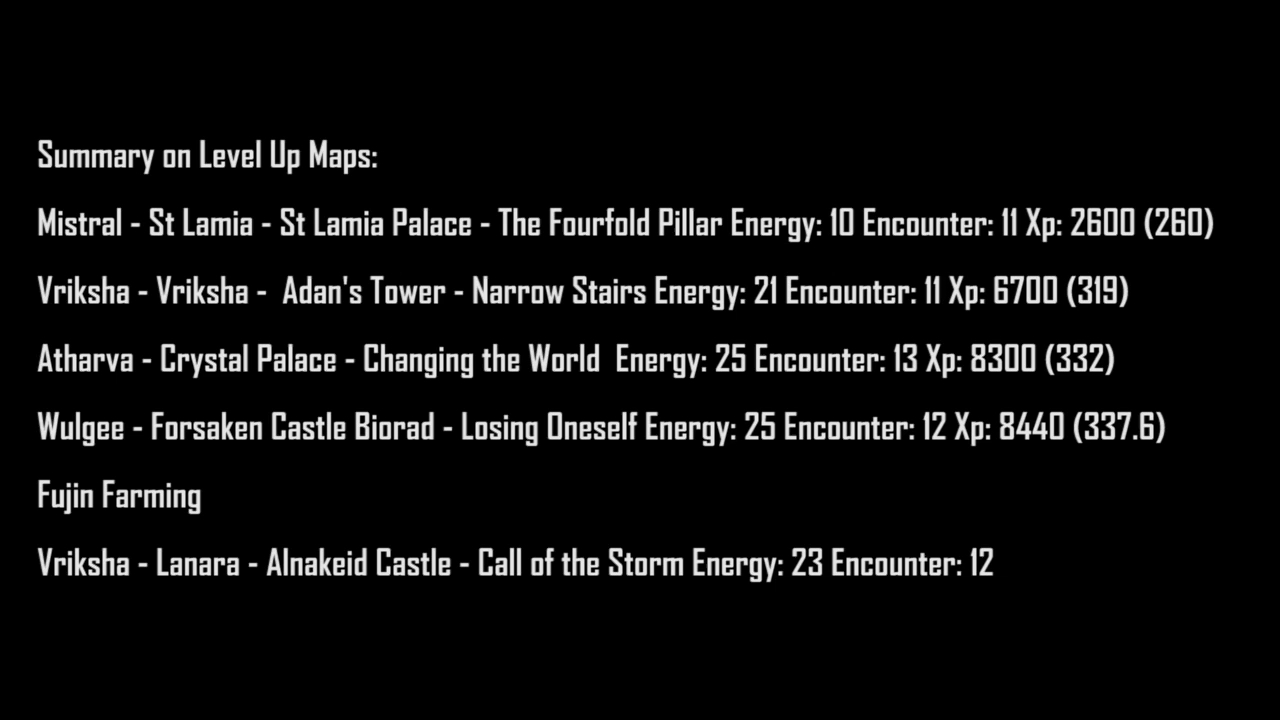 Summary on Level Up Maps:
Mistral - St Lamia - St Lamia Palace - The Fourfold Pillar Energy: 10 Encounter: 11 Xp: 2600 (260)
Vriksha - Vriksha -  Adan's Tower - Narrow Stairs Energy: 21 Encounter: 11 Xp: 6700 (319)
Atharva - Crystal Palace - Changing the World  Energy: 25 Encounter: 13 Xp: 8300 (332)
Wulgee - Forsaken Castle Biorad - Losing Oneself Energy: 25 Encounter: 12 Xp: 8440 (337.6)
Fujin Farming
Vriksha - Lanara - Alnakeid Castle - Call of the Storm Energy: 23 Encounter: 12